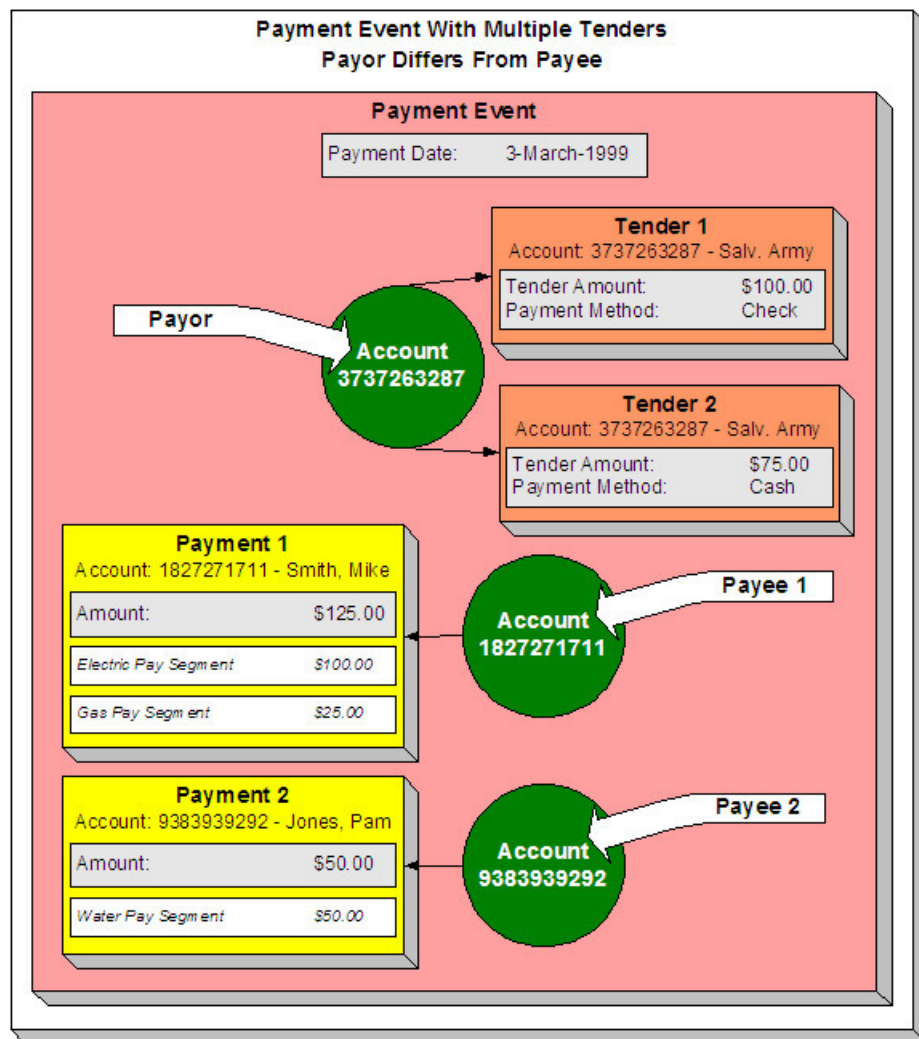 Payment Event With Multiple Tenders
Payor Differs From Payee
Payment Event
Payment Date: 3-March-1999
Tender 1
Account: 3737263287 - Salv. Army
Tender Amount: $100.00
Payment Method: Check
Payor
Account
3737263287
Tender 2
Account: 3737263287 - Salv. Army
Tender Amount: $75.00
Payment Method: Cash
Payment 1
Account: 1827271711 - Smith, Mike
Amount: $125.00
Electric Pay Segment $100.00
Gas Pay Segment $25.00
Payee 1
Account
1827271711
Payment 2
Account: 9383939292 - Jones, Pam
Amount: $50.00
Water Pay Segment $50.00
Payee 2
Account
9383939292